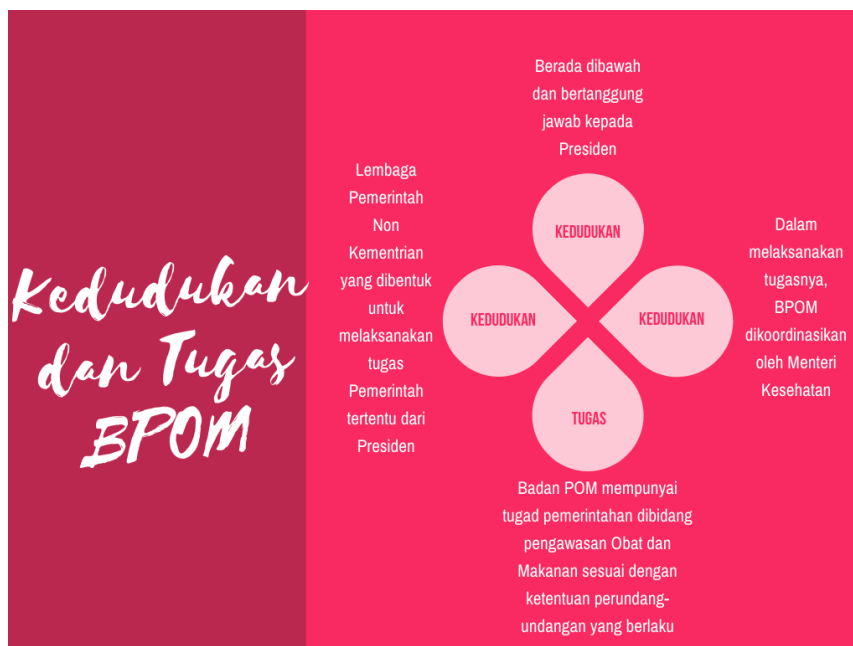 Kedudukan
dan Tugas
BPOM
Berada dibawah
dan bertanggung
jawab kepada
Presiden
KEDUDUKAN
Lembaga
Pemerintah
Non
Kementrian
yang dibentuk
untuk
melaksanakan
tugas
Pemerintah
tertentu dari
Presiden
KEDUDUKAN
KEDUDUKAN
Dalam
melaksanakan
tugasnya,
BPOM
dikoordinasikan
oleh Menteri
Kesehatan
TUGAS
Badan POM mempunyai
tugad pemerintahan dibidang
pengawasan Obat dan
Makanan sesuai dengan
ketentuan perundang-
undangan yang berlaku